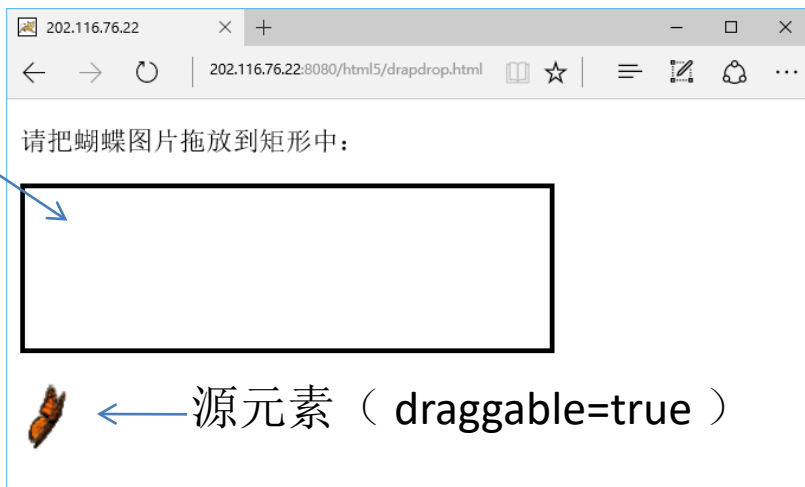 202.116.76.22
202.116.76.22:8080/html5/drapdrop.html
请把蝴蝶图片拖放到矩形中：
源元素（ draggable=true ）